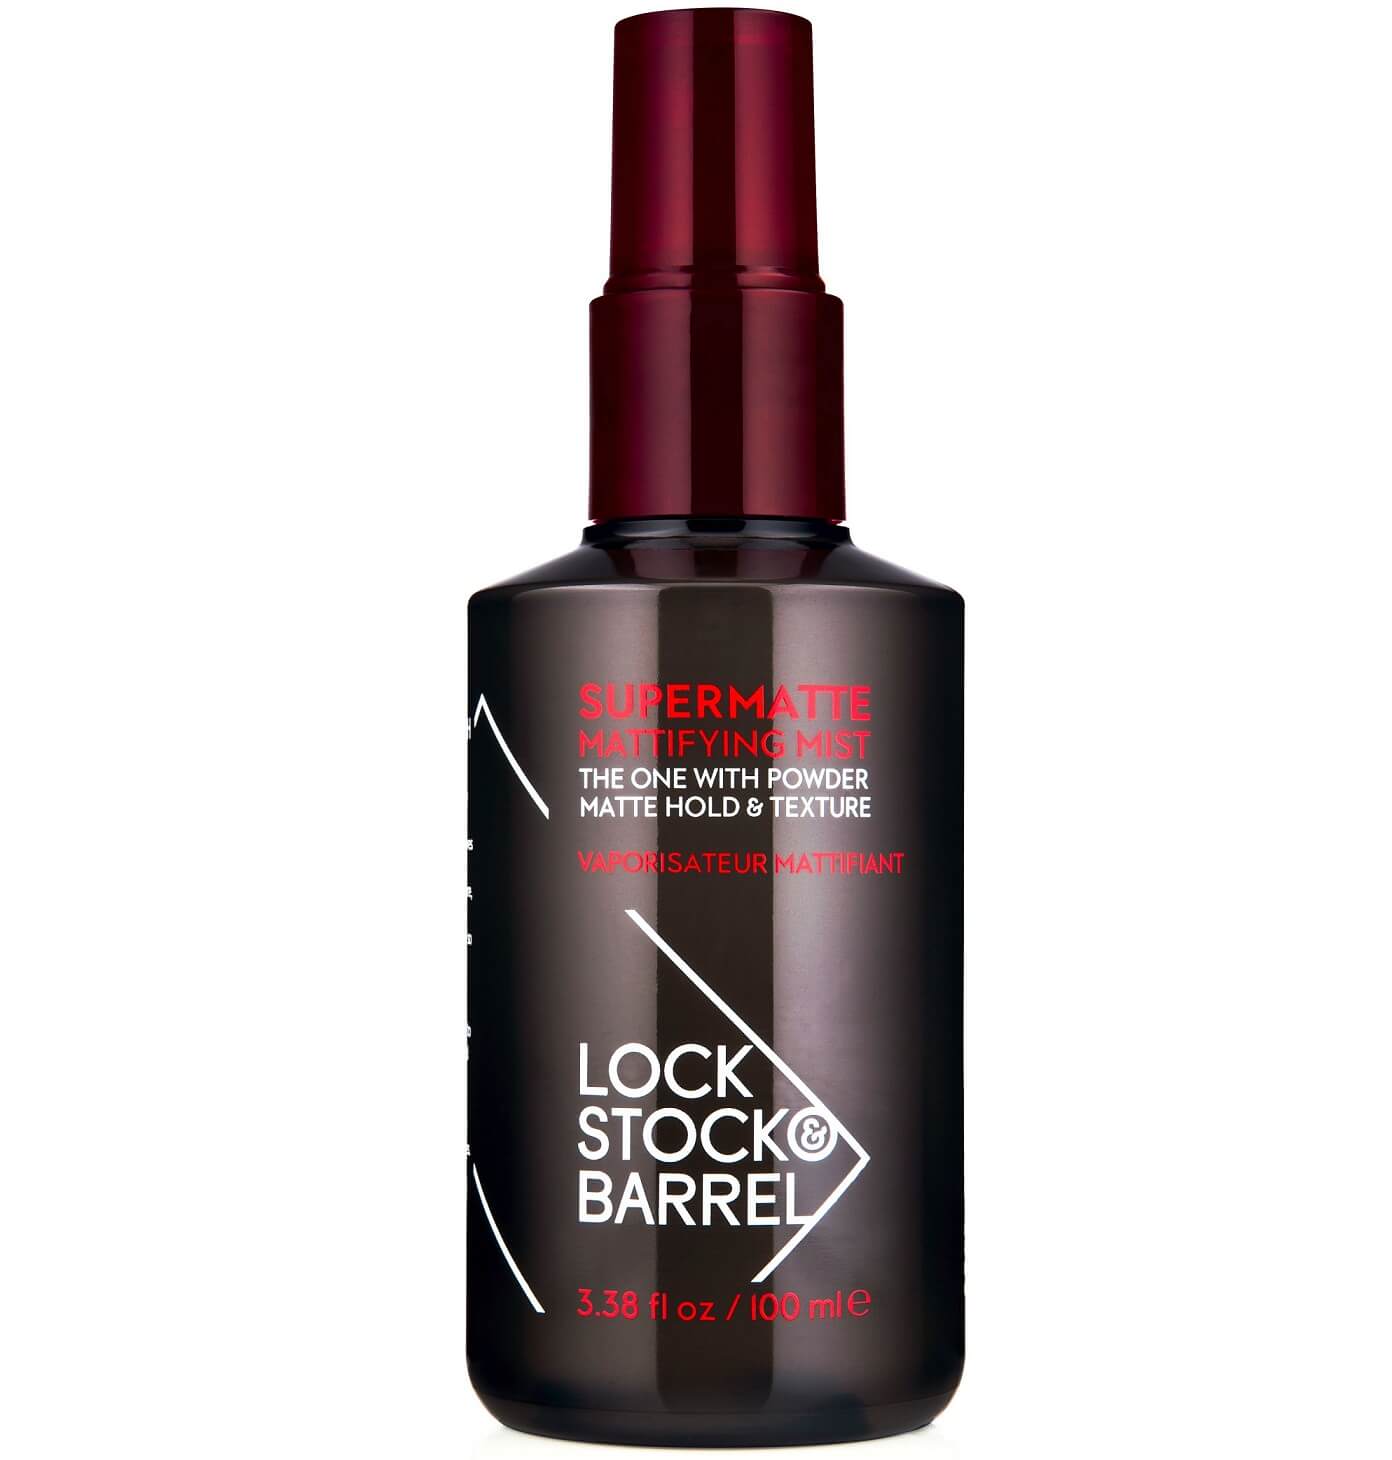 SUPERMATTE
MATTIFYING MIST
THE ONE WITH POWDER
MATTE HOLD & TEXTURE
VAPORISATEUR MATTIFIANT
LOCK
STOCK &
BARREL
3.38 fl oz / 100 ml ℮